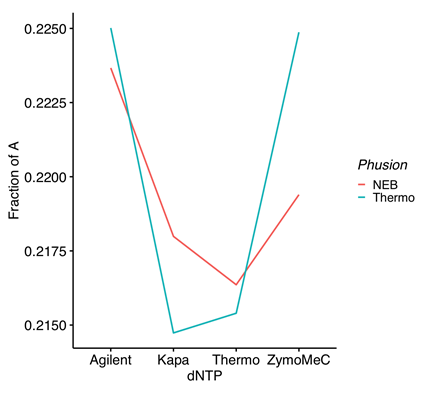 0.2250
0.2225
0.2200
0.2175
0.2150
Fraction of A
Agilent Kapa Thermo ZymoMeC
dNTP
Phusion
NEB
Thermo